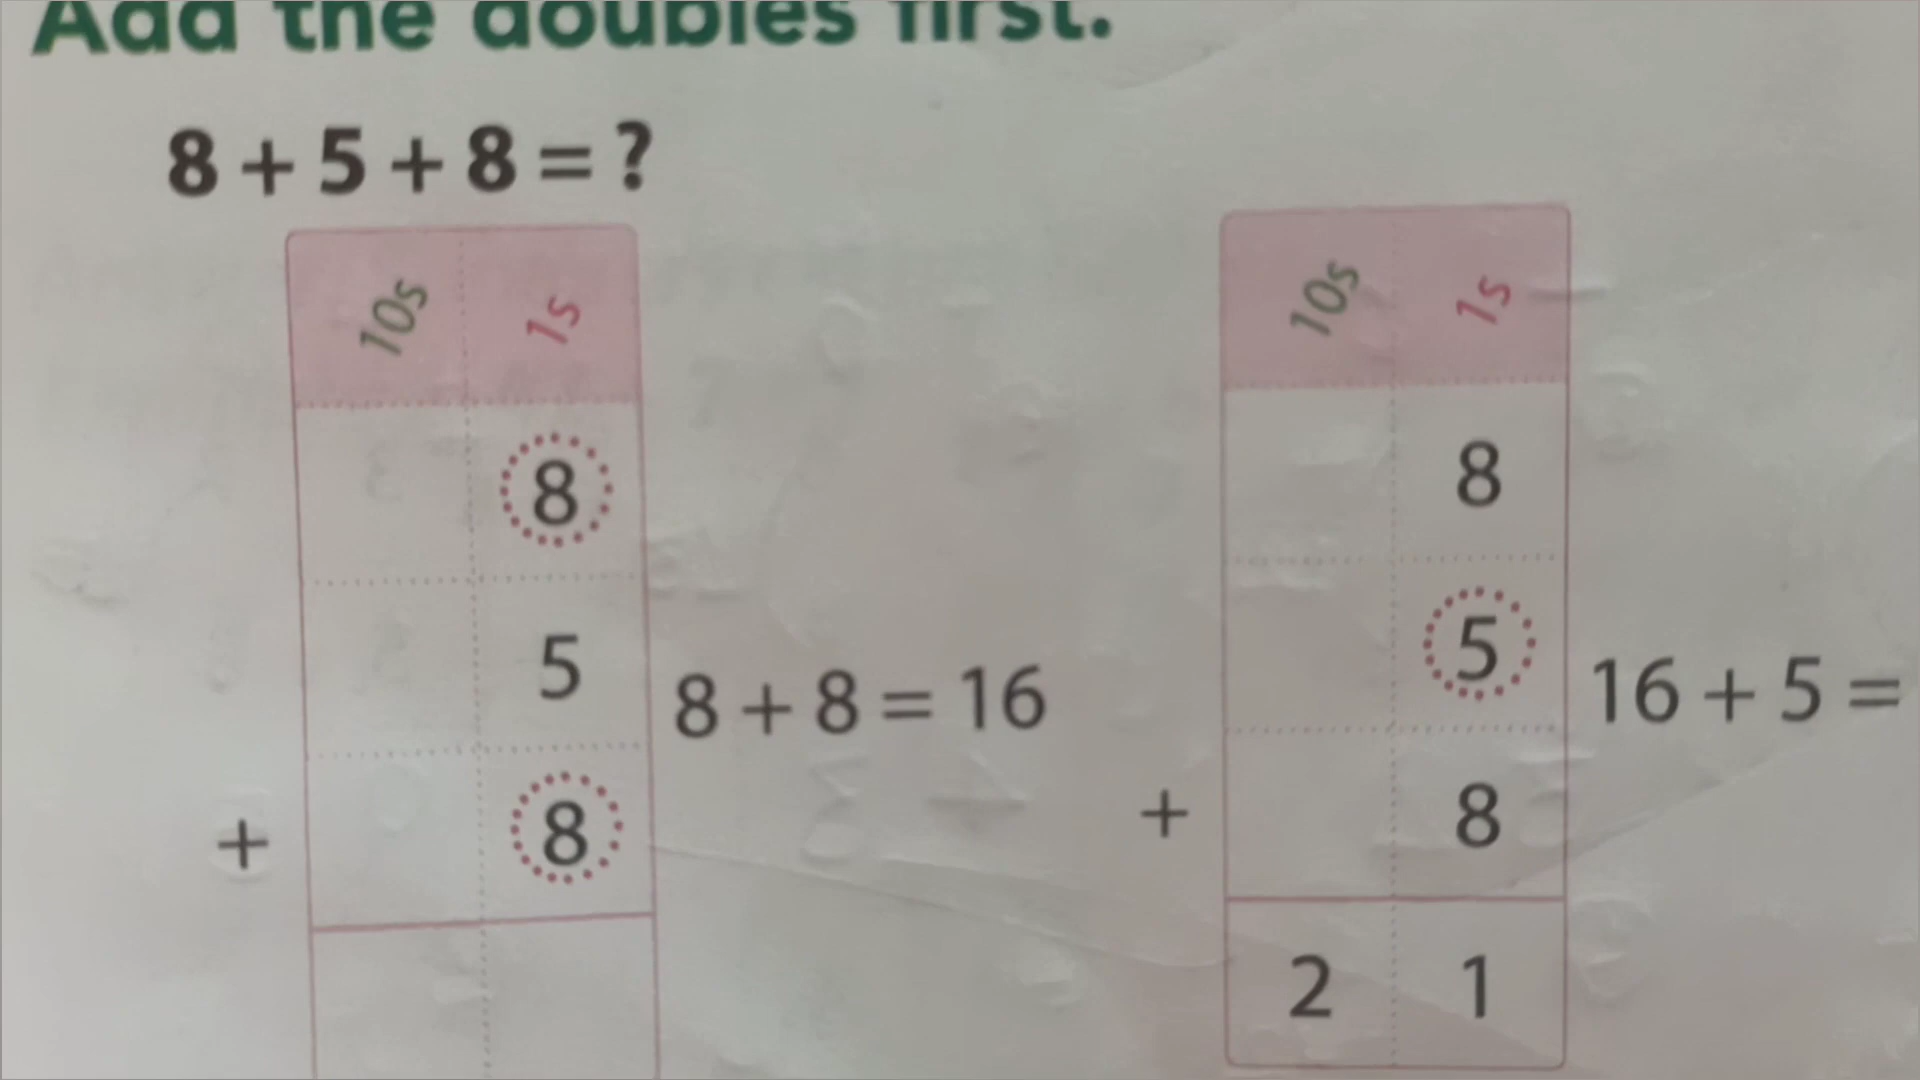 Add the doubles first.
8 + 5 + 8 = ?
10s 1s
8
5
+ 8
8 + 8 = 16
10s 1s
8
5
+ 8
2 1
16 + 5 =